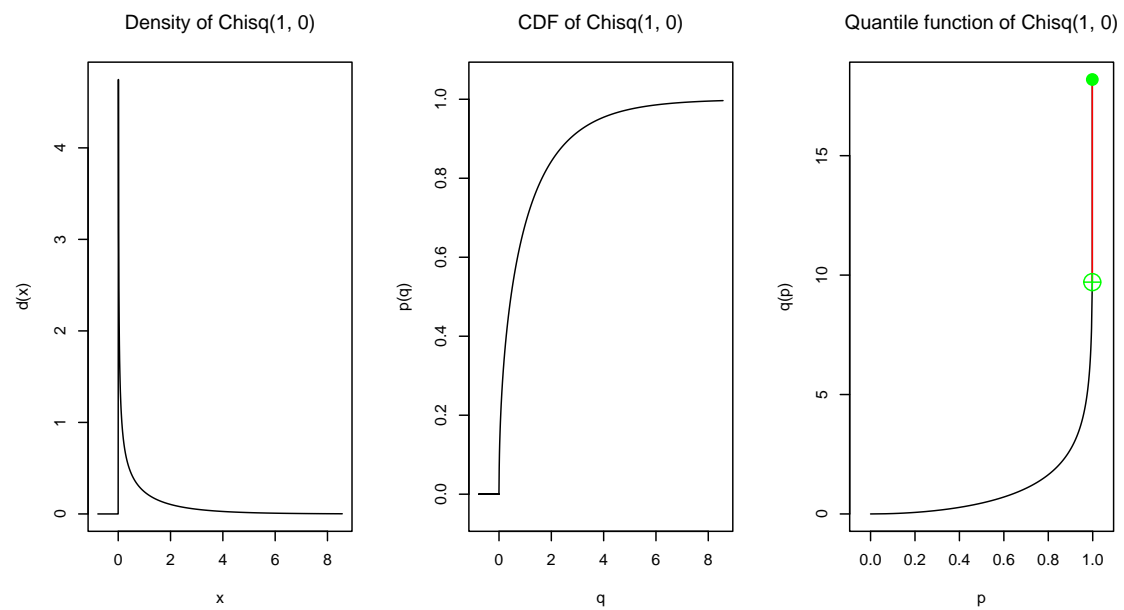 Density of Chisq(1, 0)
d(x)
4
3
2
1
0
0 2 4 6 8
x
CDF of Chisq(1, 0)
p(q)
1.0
0.8
0.6
0.4
0.2
0.0
0 2 4 6 8
q
Quantile function of Chisq(1, 0)
q(p)
15
10
5
0
0.0 0.2 0.4 0.6 0.8 1.0
p